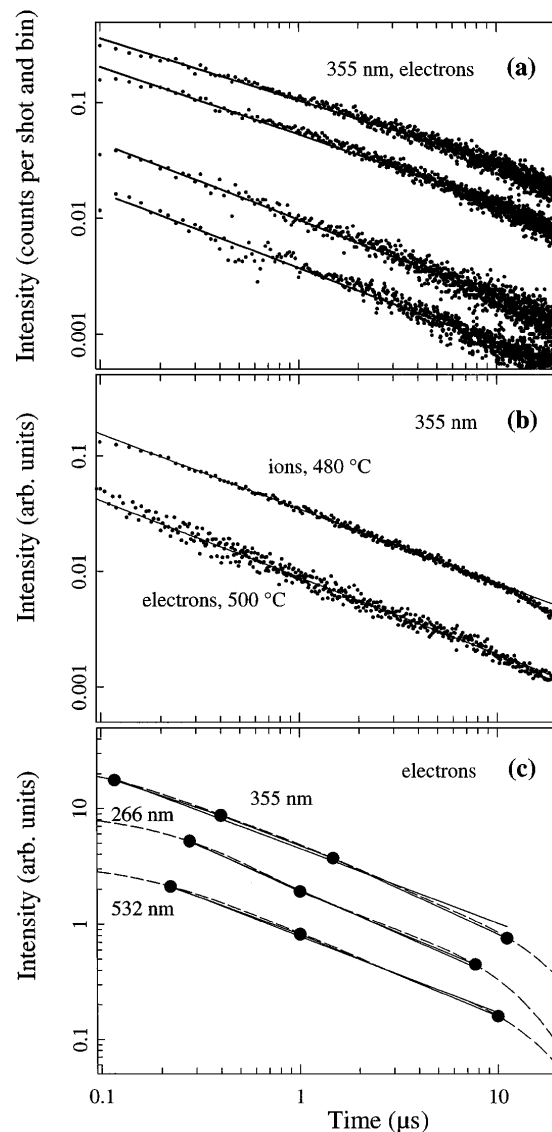 (a)
355 nm, electrons
0.1
0.01
0.001
Intensity (counts per shot and bin)
(b)
355 nm
ions, 480 °C
electrons, 500 °C
0.1
0.01
0.001
Intensity (arb. units)
(c)
electrons
355 nm
266 nm
532 nm
10
1
0.1
Intensity (arb. units)
0.1 1 10
Time (μs)